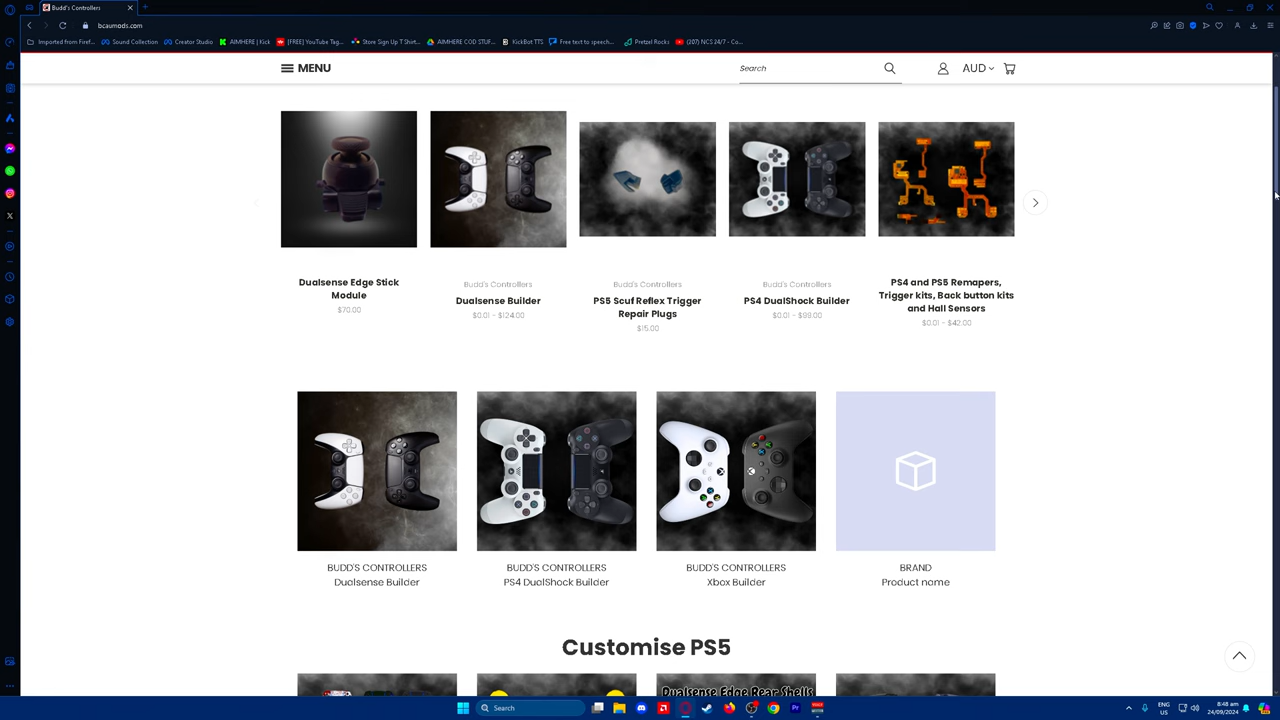 Budd's Controllers
bcaumods.com
Imported from Firef...
Sound Collection
Creator Studio
AIMHERE | Kick
[FREE] YouTube Tag...
Store Sign Up T Shirt...
AIMHERE COD STUF...
KickBot TTS
Free text to speech...
Pretzel Rocks
(207) NCS 24/7 - Co...
MENU
Search
AUD
Dualsense Edge Stick
Module
$70.00
Budd's Controllers
Dualsense Builder
$0.01 – $124.00
Budd's Controllers
PS5 Scuf Reflex Trigger
Repair Plugs
$15.00
Budd's Controllers
PS4 DualShock Builder
$0.01 – $98.00
PS4 and PS5 Remapers,
Trigger kits, Back button kits
and Hall Sensors
$0.01 – $42.00
BUDD'S CONTROLLERS
Dualsense Builder
BUDD'S CONTROLLERS
PS4 DualShock Builder
BUDD'S CONTROLLERS
Xbox Builder
BRAND
Product name
Customise PS5
Dualsense Edge Rear Shells
Search
ENG
US
8:48 am
24/09/2024